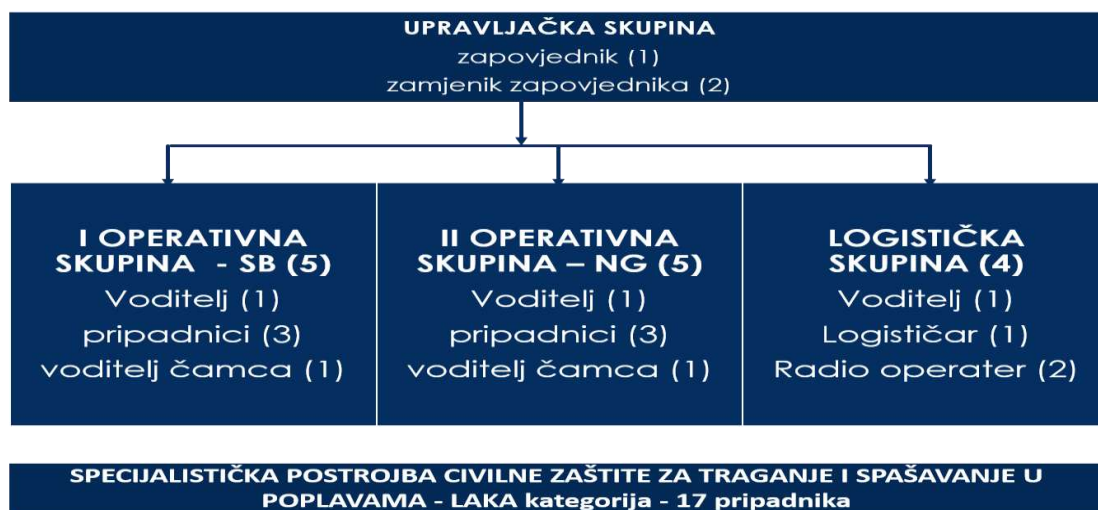 UPRAVLJAČKA SKUPINA
zapovjednik (1)
zamjenik zapovjednika (2)
I OPERATIVNA
SKUPINA - SB (5)
Voditelj (1)
pripadnici (3)
voditelj čamca (1)
II OPERATIVNA
SKUPINA – NG (5)
Voditelj (1)
pripadnici (3)
voditelj čamca (1)
LOGISTIČKA
SKUPINA (4)
Voditelj (1)
Logističar (1)
Radio operater (2)
SPECIJALISTIČKA POSTROJBA CIVILNE ZAŠTITE ZA TRAGANJE I SPAŠAVANJE U
POPLAVAMA - LAKA kategorija - 17 pripadnika